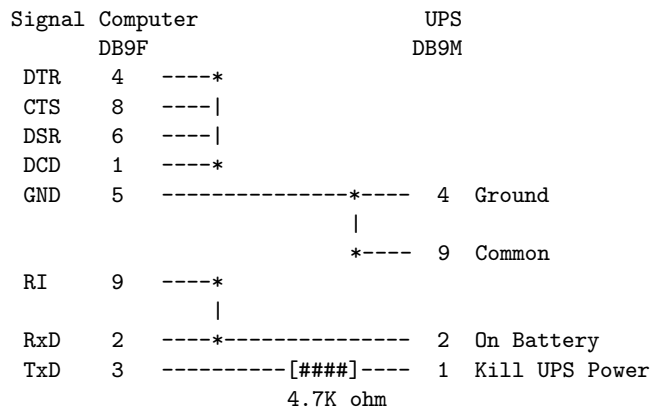 Signal Computer                       UPS
       DB9F                          DB9M
 DTR    4   ----*
 CTS    8   ----|
 DSR    6   ----|
 DCD    1   ----*
 GND    5   ---------------*----  4  Ground
                           |
                           *----  9  Common
 RI     9   ----*
                |
 RxD    2   ----*---------------  2  On Battery
 TxD    3   ----------[####]----  1  Kill UPS Power
                     4.7K ohm